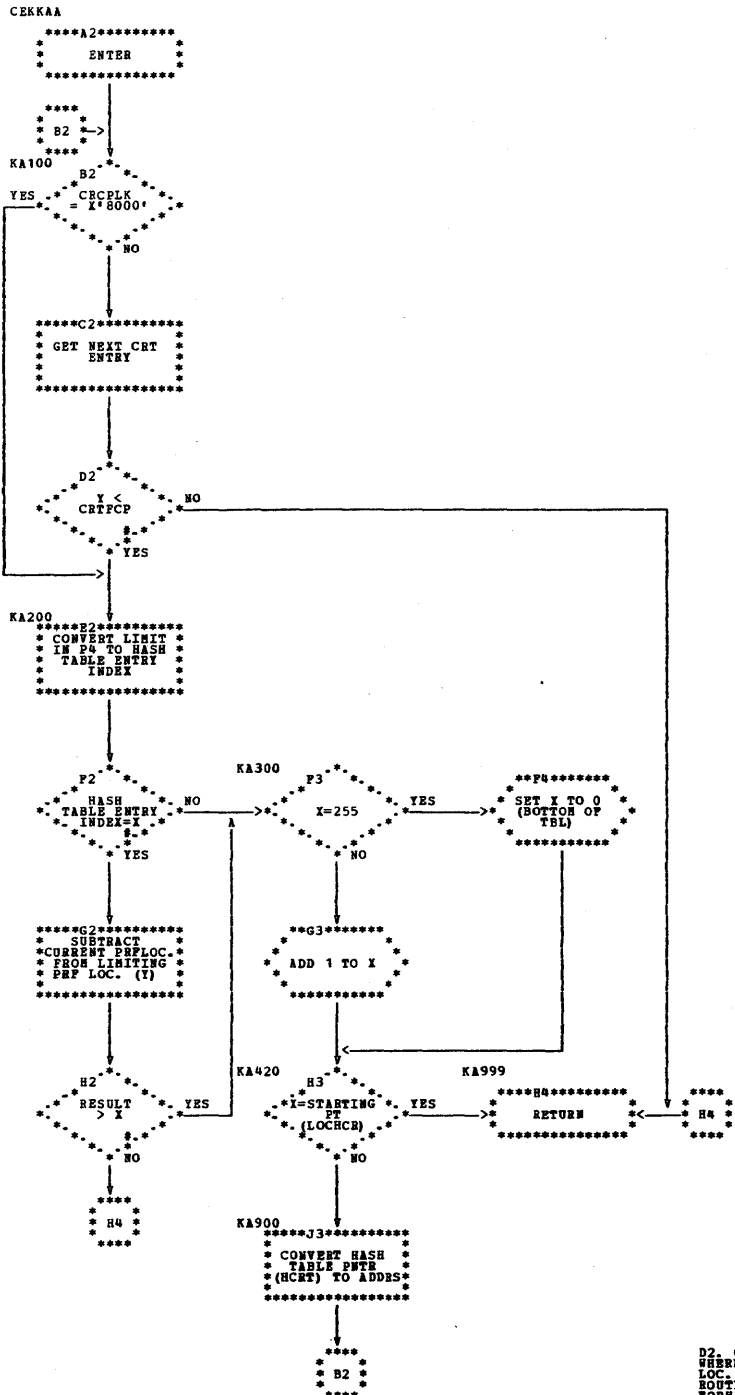 CEKKAA
****A2*********
ENTER
B2
KA100
B2
CRCPLK
= X'8000'
YES
NO
*****C2**********
GET NEXT CRT
ENTRY
D2
Y <
CRTFCP
NO
YES
KA200
*****E2**********
CONVERT LIMIT
IN P4 TO HASH
TABLE ENTRY
INDEX
F2
HASH
TABLE ENTRY
INDEX=X
NO
YES
KA300
F3
X=255
YES
NO
**F4*******
SET X TO 0
(BOTTOM OF
TBL)
*****G2**********
SUBTRACT
CURRENT PRFLOC.
FROM LIMITING
PRF LOC. (Y)
**G3*******
ADD 1 TO X
H2
RESULT
> X
YES
NO
KA420
H3
X=STARTING
PT
(LOCHCR)
YES
NO
KA999
****H4*********
RETURN
H4
H4
KA900
*****J3**********
CONVERT HASH
TABLE PNTR
(HCRT) TO ADDRS
B2
D2.
WHERE
LOC.